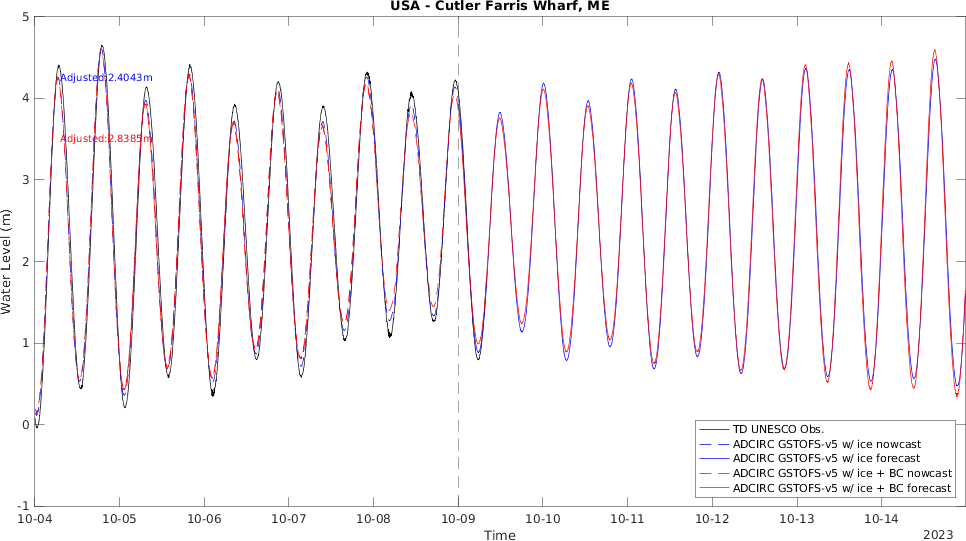 USA - Cutler Farris Wharf, ME
5
4
3
2
1
0
-1
Water Level (m)
Adjusted:2.4043m
Adjusted:2.8385m
TD UNESCO Obs.
ADCIRC GSTOFS-v5 w/ ice nowcast
ADCIRC GSTOFS-v5 w/ ice forecast
ADCIRC GSTOFS-v5 w/ ice + BC nowcast
ADCIRC GSTOFS-v5 w/ ice + BC forecast
10-04 10-05 10-06 10-07 10-08 10-09 10-10 10-11 10-12 10-13 10-14
Time
2023